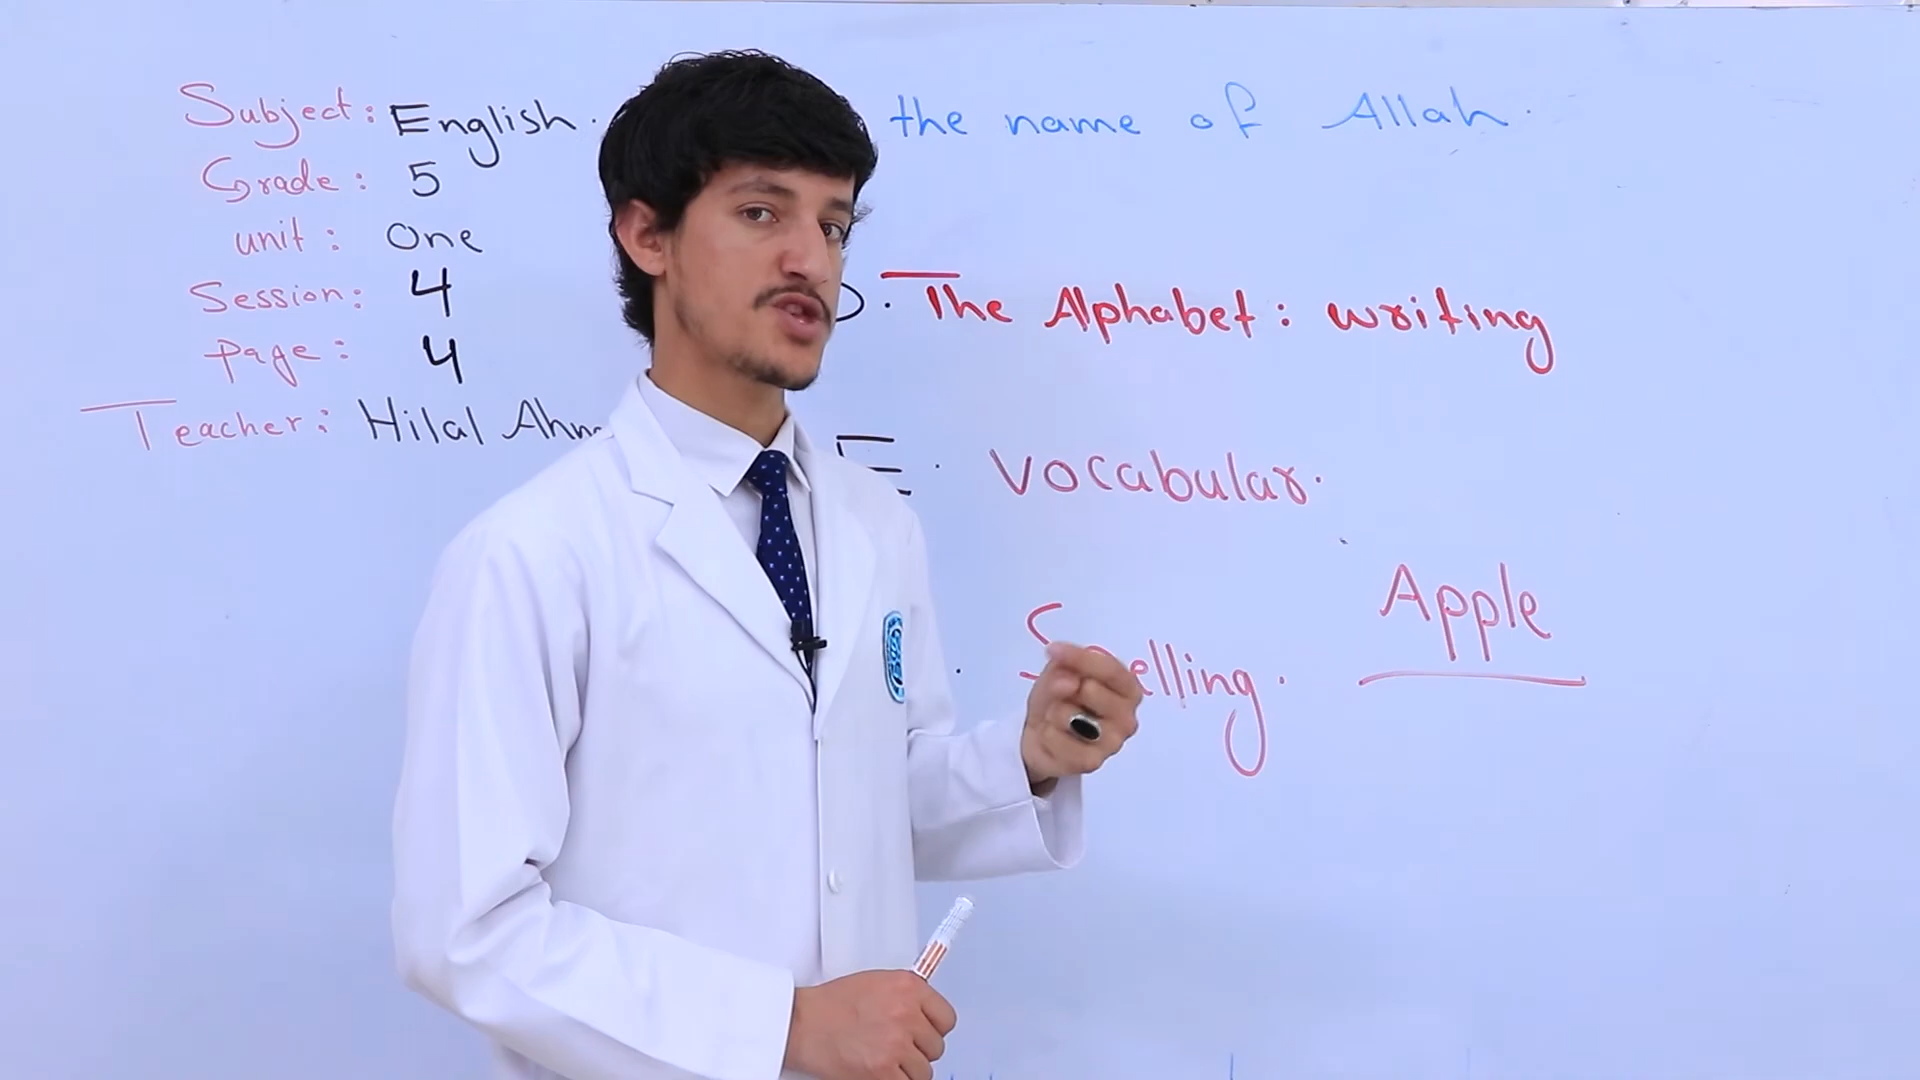 Subject: English.
Grade: 5
unit: One
Session: 4
page: 4
Teacher: Hilal
the name of Allah.
D. The Alphabet: writing
E. vocabular.
Spelling.
Apple